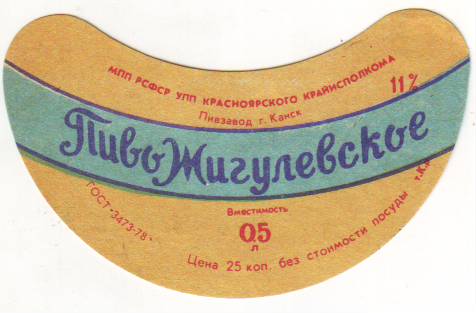 МПП РСФСР УПП КРАСНОЯРСКОГО КРАЙИСПОЛКОМА
Пивзавод г. Канск
11%
Пиво Жигулевское
ГОСТ-3473-78
Вместимость
0,5
л
Цена 25 коп. без стоимости посуды